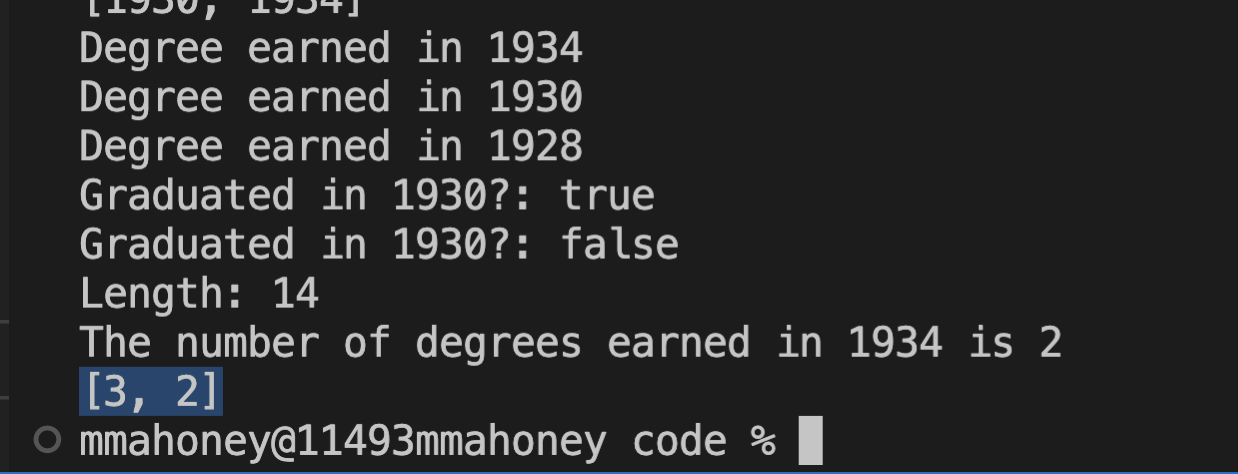 [1930, 1934]
Degree earned in 1934
Degree earned in 1930
Degree earned in 1928
Graduated in 1930?: true
Graduated in 1930?: false
Length: 14
The number of degrees earned in 1934 is 2
[3, 2]
mmahoney@11493mmahoney code %